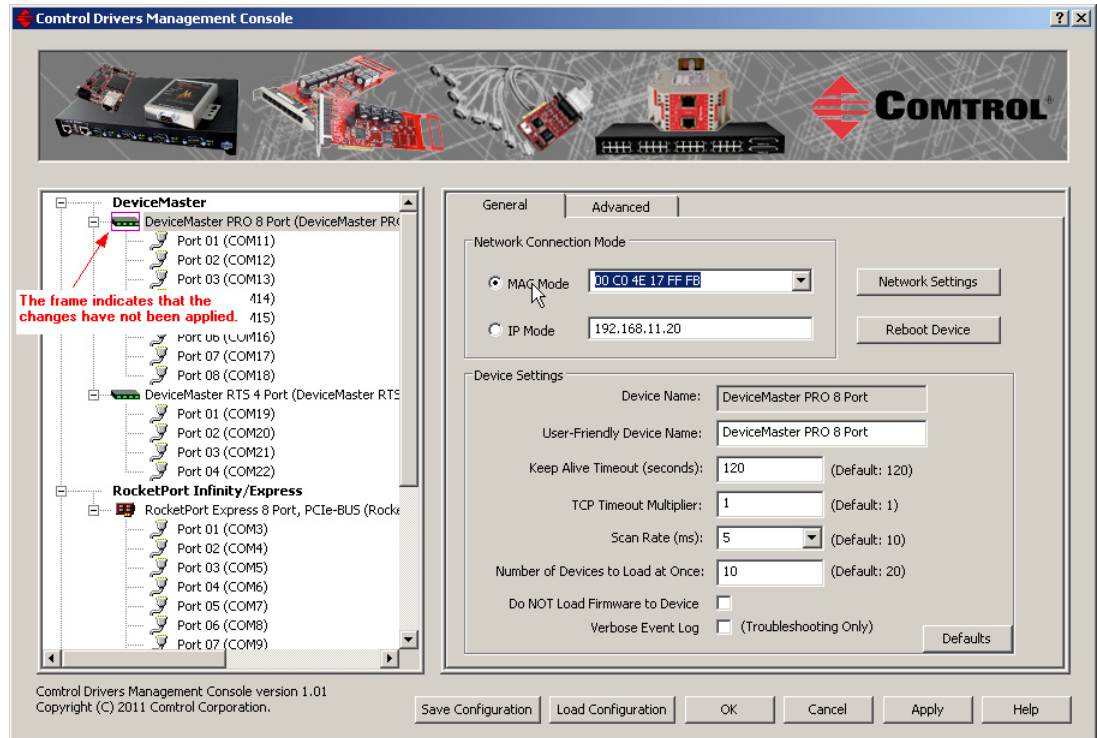 Comtrol Drivers Management Console
COMTROL
DeviceMaster
DeviceMaster PRO 8 Port (DeviceMaster PR
Port 01 (COM11)
Port 02 (COM12)
Port 03 (COM13)
The frame indicates that the
changes have not been applied.
M14)
M15)
Port 06 (COM16)
Port 07 (COM17)
Port 08 (COM18)
DeviceMaster RTS 4 Port (DeviceMaster RTS
Port 01 (COM19)
Port 02 (COM20)
Port 03 (COM21)
Port 04 (COM22)
RocketPort Infinity/Express
RocketPort Express 8 Port, PCIe-BUS (Rocke
Port 01 (COM3)
Port 02 (COM4)
Port 03 (COM5)
Port 04 (COM6)
Port 05 (COM7)
Port 06 (COM8)
Port 07 (COM9)
General
Advanced
Network Connection Mode
MAC Mode 00 C0 4E 17 FF FB
Network Settings
IP Mode 192.168.11.20
Reboot Device
Device Settings
Device Name: DeviceMaster PRO 8 Port
User-Friendly Device Name: DeviceMaster PRO 8 Port
Keep Alive Timeout (seconds): 120 (Default: 120)
TCP Timeout Multiplier: 1 (Default: 1)
Scan Rate (ms): 5 (Default: 10)
Number of Devices to Load at Once: 10 (Default: 20)
Do NOT Load Firmware to Device
Verbose Event Log (Troubleshooting Only)
Defaults
Comtrol Drivers Management Console version 1.01
Copyright (C) 2011 Comtrol Corporation.
Save Configuration
Load Configuration
OK
Cancel
Apply
Help